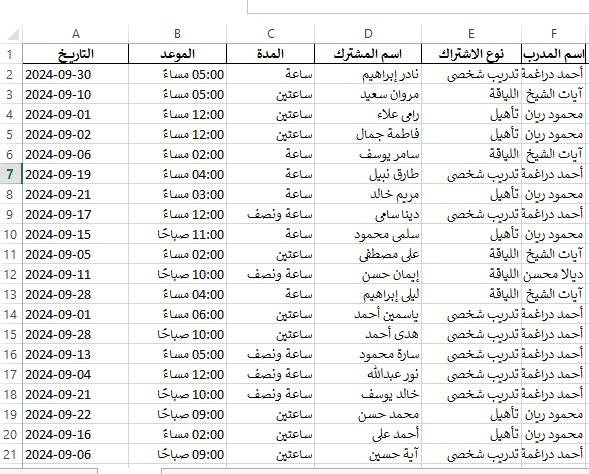 A B C D E F
1 التاريخ الموعد المدة اسم المشترك نوع الاشتراك اسم المدرب
2 2024-09-30 05:00 مساءً ساعة نادر إبراهيم تدريب شخصي أحمد دراغمة
3 2024-09-10 05:00 مساءً ساعتين مروان سعيد اللياقة آيات الشيخ
4 2024-09-01 12:00 مساءً ساعتين رامي علاء تأهيل محمود ريان
5 2024-09-02 12:00 مساءً ساعتين فاطمة جمال تأهيل محمود ريان
6 2024-09-06 02:00 مساءً ساعة سامر يوسف اللياقة آيات الشيخ
7 2024-09-19 04:00 مساءً ساعة طارق نبيل تدريب شخصي أحمد دراغمة
8 2024-09-21 03:00 مساءً ساعة مريم خالد تأهيل محمود ريان
9 2024-09-17 12:00 مساءً ساعة ونصف دينا سامي تدريب شخصي أحمد دراغمة
10 2024-09-15 11:00 صباحًا ساعة سلمى محمود تأهيل محمود ريان
11 2024-09-05 02:00 مساءً ساعتين علي مصطفى اللياقة آيات الشيخ
12 2024-09-11 10:00 صباحًا ساعة ونصف إيمان حسن اللياقة ديالا محسن
13 2024-09-28 04:00 مساءً ساعة ليلى إبراهيم اللياقة آيات الشيخ
14 2024-09-01 06:00 مساءً ساعتين ياسمين أحمد تدريب شخصي أحمد دراغمة
15 2024-09-28 10:00 صباحًا ساعتين هدى أحمد تدريب شخصي أحمد دراغمة
16 2024-09-13 05:00 مساءً ساعة ونصف سارة محمود تدريب شخصي أحمد دراغمة
17 2024-09-04 12:00 مساءً ساعة ونصف نور عبدالله تدريب شخصي أحمد دراغمة
18 2024-09-21 10:00 صباحًا ساعة ونصف خالد يوسف تدريب شخصي أحمد دراغمة
19 2024-09-22 09:00 صباحًا ساعتين محمد حسن تأهيل محمود ريان
20 2024-09-16 02:00 مساءً ساعتين أحمد علي تأهيل محمود ريان
21 2024-09-06 09:00 صباحًا ساعتين آية حسين تدريب شخصي أحمد دراغمة